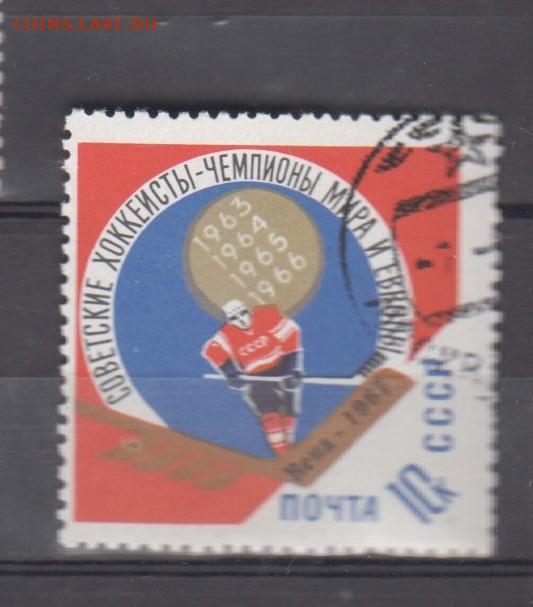 COINS.LAVE.RU
СОВЕТСКИЕ ХОККЕИСТЫ-ЧЕМПИОНЫ МИРА И ЕВРОПЫ
1963
1964
1965
1966
СССР
Вена-1967
ПОЧТА
10к
СССР